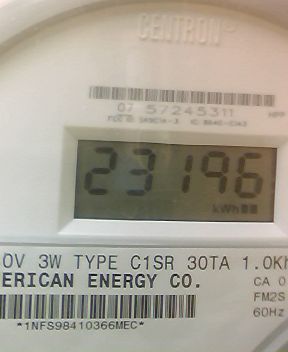 CENTRON
07 57245311
23196
kWh
0V 3W TYPE C1SR 30TA 1.0Kh
ERICAN ENERGY CO.
CA 0
FM2S
60Hz
*1NFS98410366MEC*